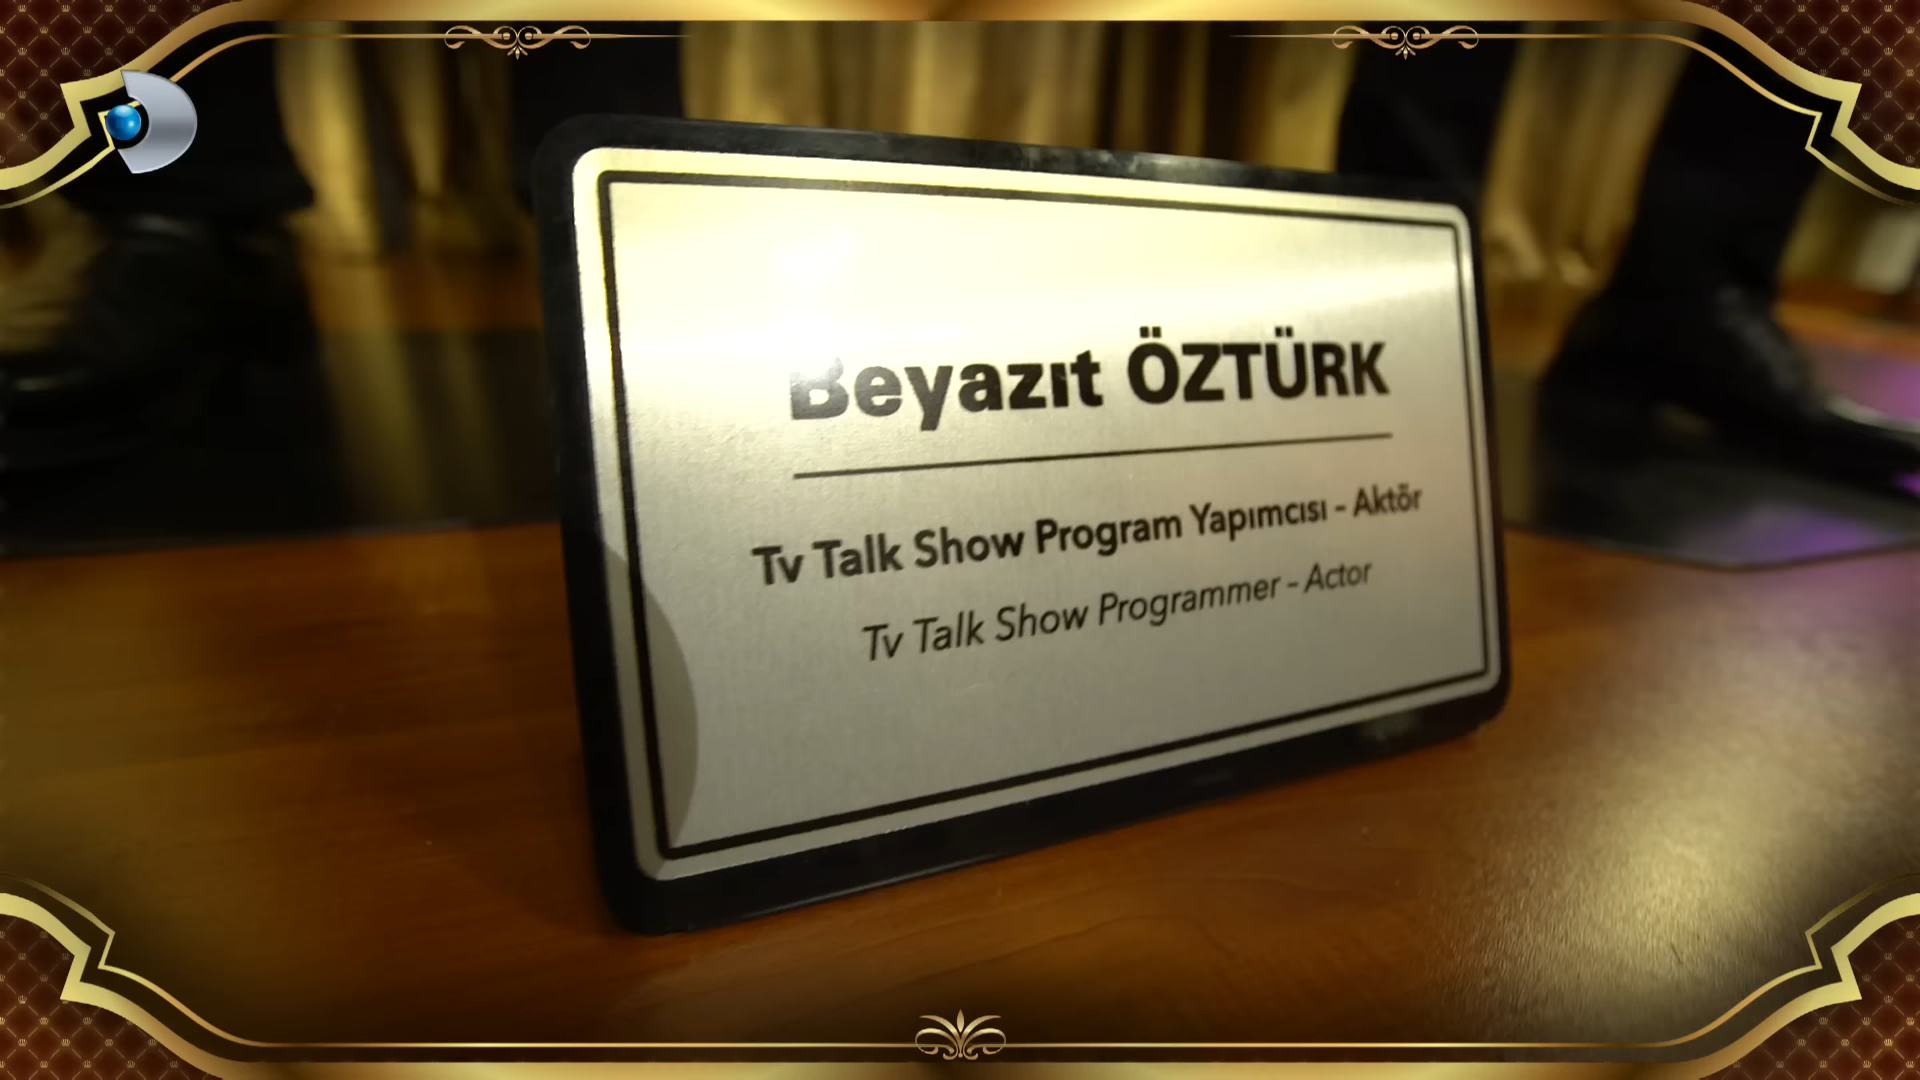 Beyazıt ÖZTÜRK
Tv Talk Show Program Yapımcısı - Aktör
Tv Talk Show Programmer - Actor